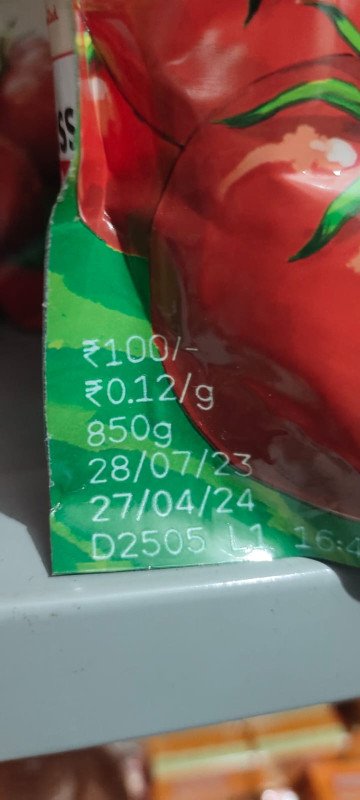 ₹100/-
₹0.12/g
850g
28/07/23
27/04/24
D2505 L1 16:4